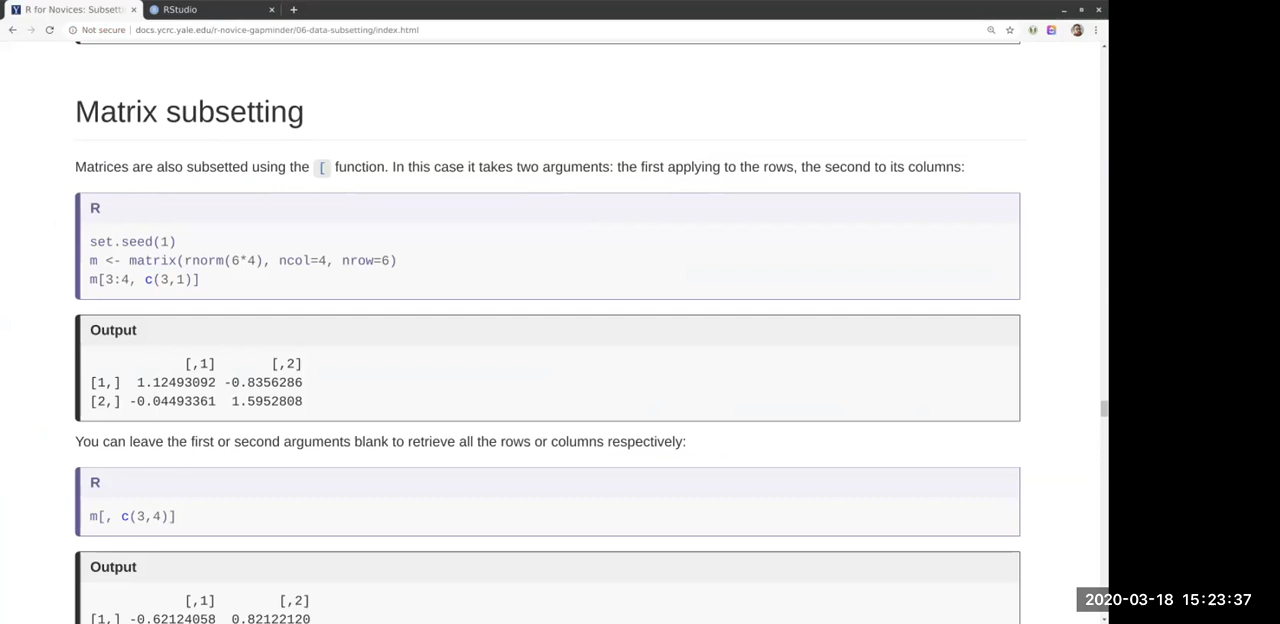 R for Novices: Subsetti
RStudio
Not secure | docs.ycrc.yale.edu/r-novice-gapminder/06-data-subsetting/index.html
Matrix subsetting
Matrices are also subsetted using the [ function. In this case it takes two arguments: the first applying to the rows, the second to its columns:
R
set.seed(1)
m <- matrix(rnorm(6*4), ncol=4, nrow=6)
m[3:4, c(3,1)]
Output
[,1] [,2]
[1,] 1.12493092 -0.8356286
[2,] -0.04493361 1.5952808
You can leave the first or second arguments blank to retrieve all the rows or columns respectively:
R
m[, c(3,4)]
Output
[,1] [,2]
[1,] -0.62124058 0.82122120
2020-03-18 15:23:37